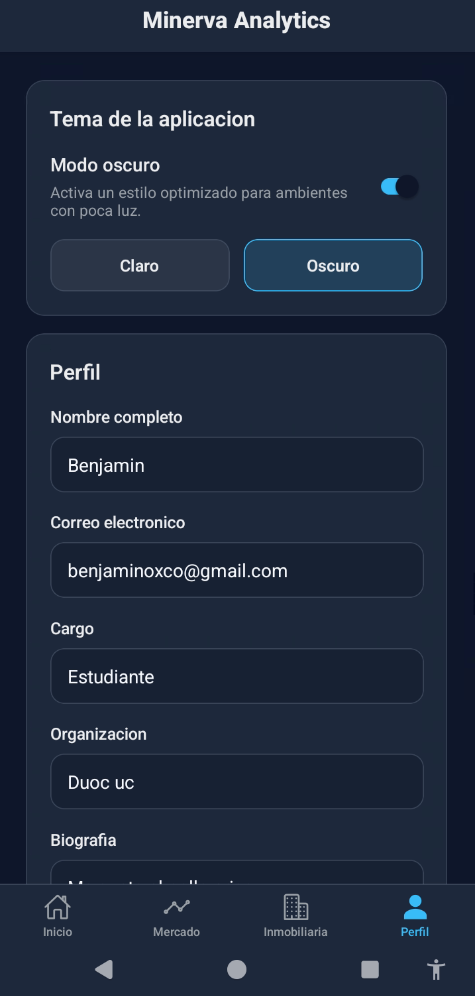 Minerva Analytics
Tema de la aplicacion
Modo oscuro
Activa un estilo optimizado para ambientes
con poca luz.
Claro
Oscuro
Perfil
Nombre completo
Benjamin
Correo electronico
benjaminoxco@gmail.com
Cargo
Estudiante
Organizacion
Duoc uc
Biografia
Inicio
Mercado
Inmobiliaria
Perfil